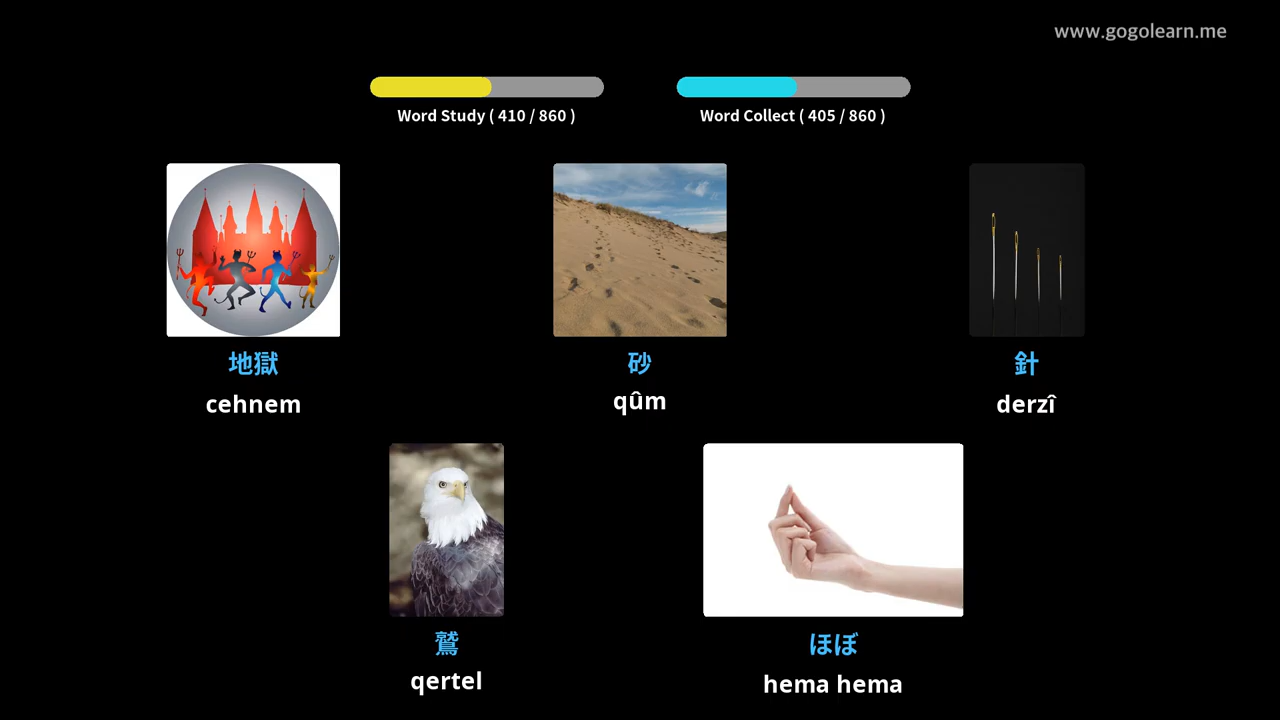 www.gogolearn.me
Word Study ( 410 / 860 )
Word Collect ( 405 / 860 )
地獄
cehnem
砂
qûm
針
derzî
鷲
qertel
ほぼ
hema hema